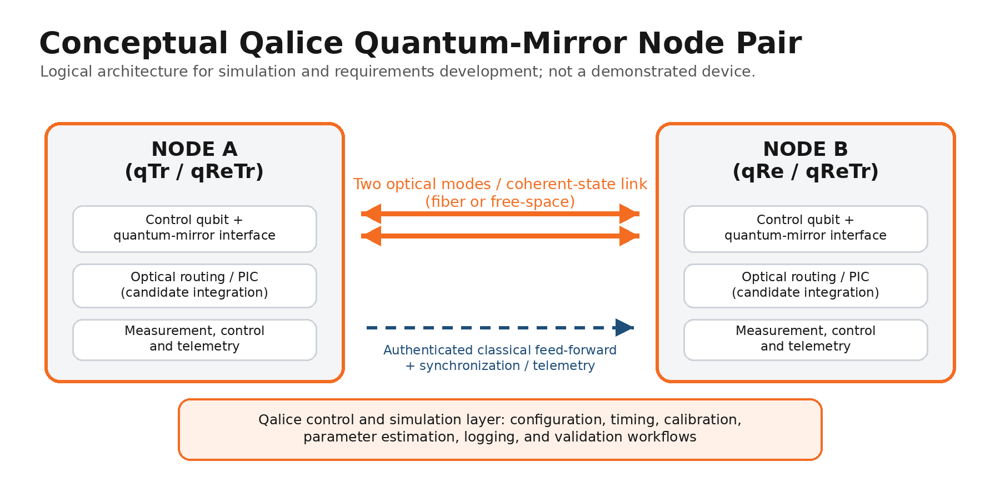 Conceptual Qalice Quantum-Mirror Node Pair
Logical architecture for simulation and requirements development; not a demonstrated device.
NODE A
(qTr / qReTr)
Control qubit +
quantum-mirror interface
Optical routing / PIC
(candidate integration)
Measurement, control
and telemetry
Two optical modes / coherent-state link
(fiber or free-space)
Authenticated classical feed-forward
+ synchronization / telemetry
NODE B
(qRe / qReTr)
Control qubit +
quantum-mirror interface
Optical routing / PIC
(candidate integration)
Measurement, control
and telemetry
Qalice control and simulation layer: configuration, timing, calibration,
parameter estimation, logging, and validation workflows